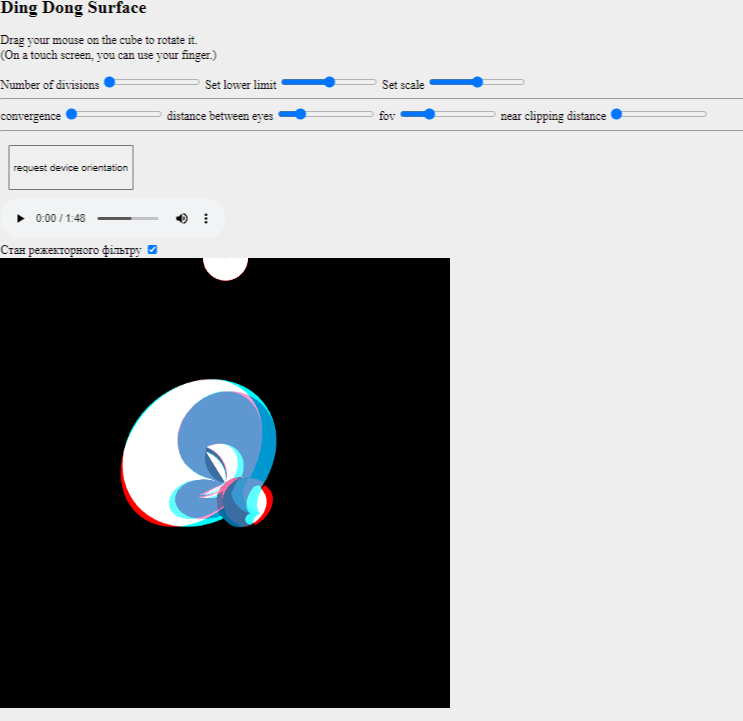 Ding Dong Surface
Drag your mouse on the cube to rotate it.
(On a touch screen, you can use your finger.)
Number of divisions Set lower limit Set scale
convergence distance between eyes fov near clipping distance
request device orientation
0:00 / 1:48
Стан режекторного фільтру